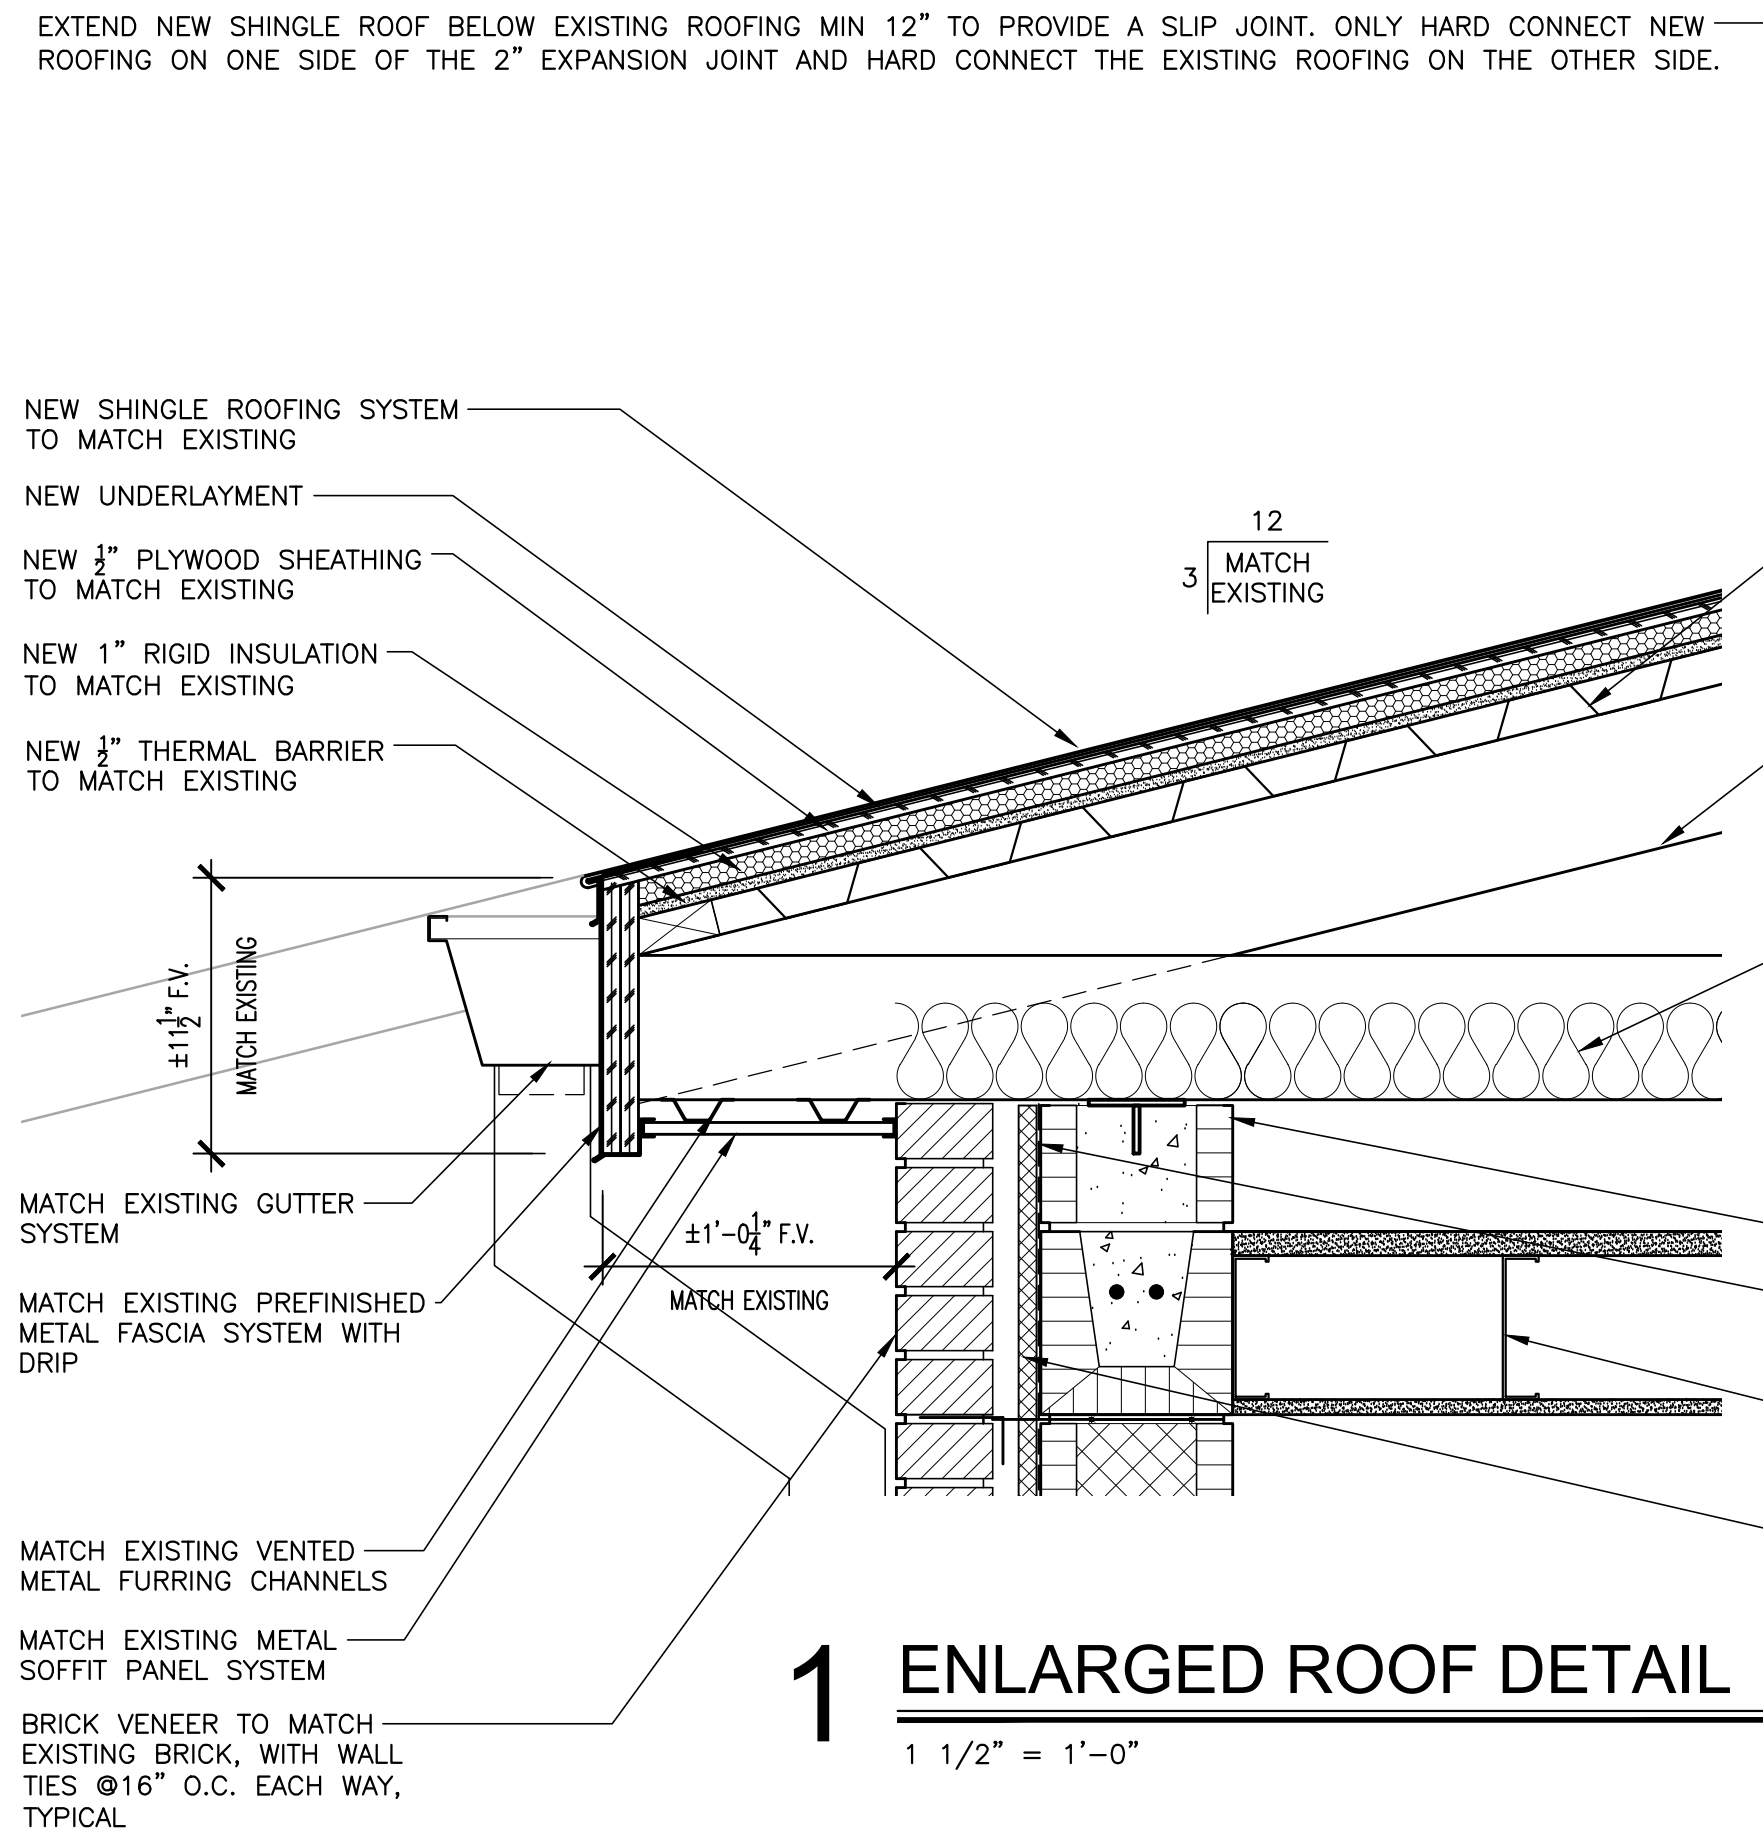 EXTEND NEW SHINGLE ROOF BELOW EXISTING ROOFING MIN 12” TO PROVIDE A SLIP JOINT. ONLY HARD CONNECT NEW
ROOFING ON ONE SIDE OF THE 2” EXPANSION JOINT AND HARD CONNECT THE EXISTING ROOFING ON THE OTHER SIDE.
NEW SHINGLE ROOFING SYSTEM
TO MATCH EXISTING
NEW UNDERLAYMENT
NEW 1/2” PLYWOOD SHEATHING
TO MATCH EXISTING
NEW 1” RIGID INSULATION
TO MATCH EXISTING
NEW 1/2” THERMAL BARRIER
TO MATCH EXISTING
12
3
MATCH
EXISTING
±11 1/2” F.V.
MATCH EXISTING
±1’-0 1/4” F.V.
MATCH EXISTING
MATCH EXISTING GUTTER
SYSTEM
MATCH EXISTING PREFINISHED
METAL FASCIA SYSTEM WITH
DRIP
MATCH EXISTING VENTED
METAL FURRING CHANNELS
MATCH EXISTING METAL
SOFFIT PANEL SYSTEM
BRICK VENEER TO MATCH
EXISTING BRICK, WITH WALL
TIES @16” O.C. EACH WAY,
TYPICAL
1 ENLARGED ROOF DETAIL
1 1/2” = 1’-0”